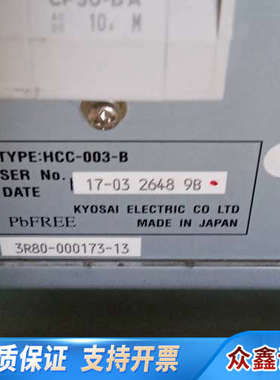 10, M
TYPE:HCC-003-B
SER No.
17-03 2648 9B
DATE
KYOSAI ELECTRIC CO LTD
PbFREE
MADE IN JAPAN
3R80-000173-13
质保证 支持开票 众鑫